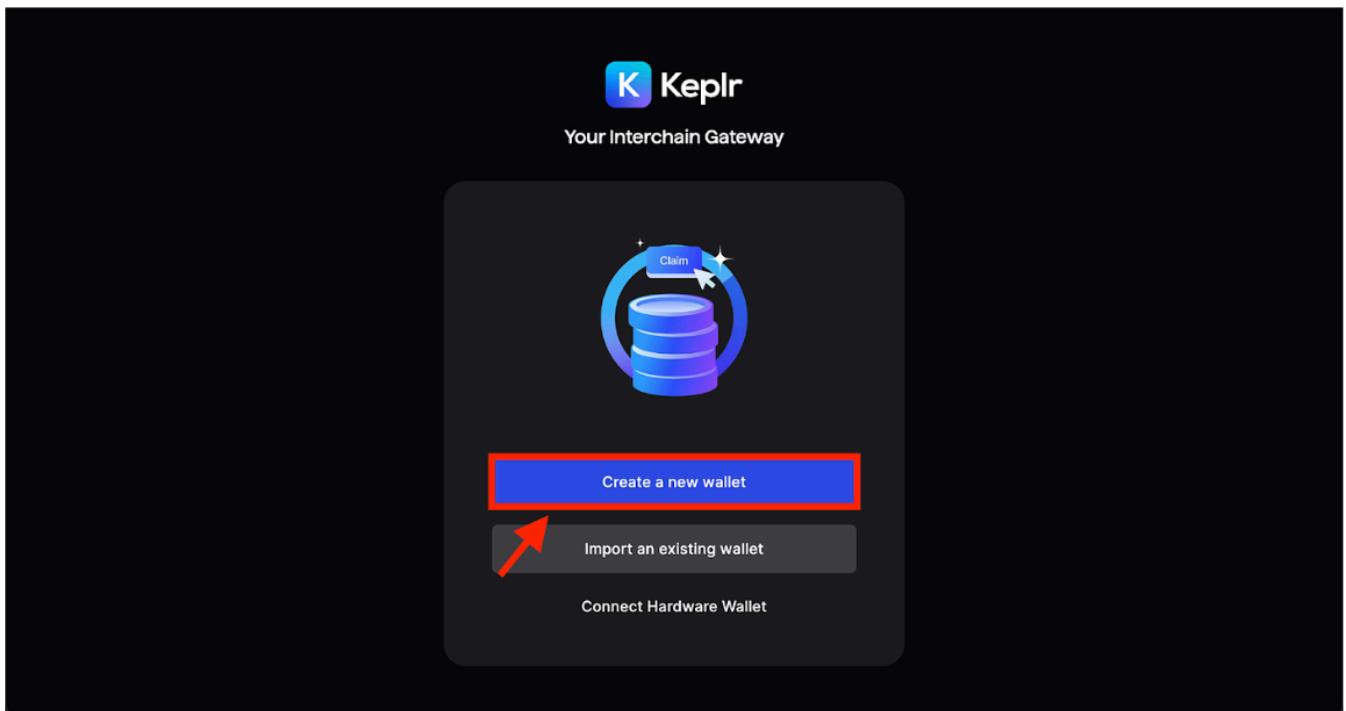 K Keplr
Your Interchain Gateway
Claim
Create a new wallet
Import an existing wallet
Connect Hardware Wallet